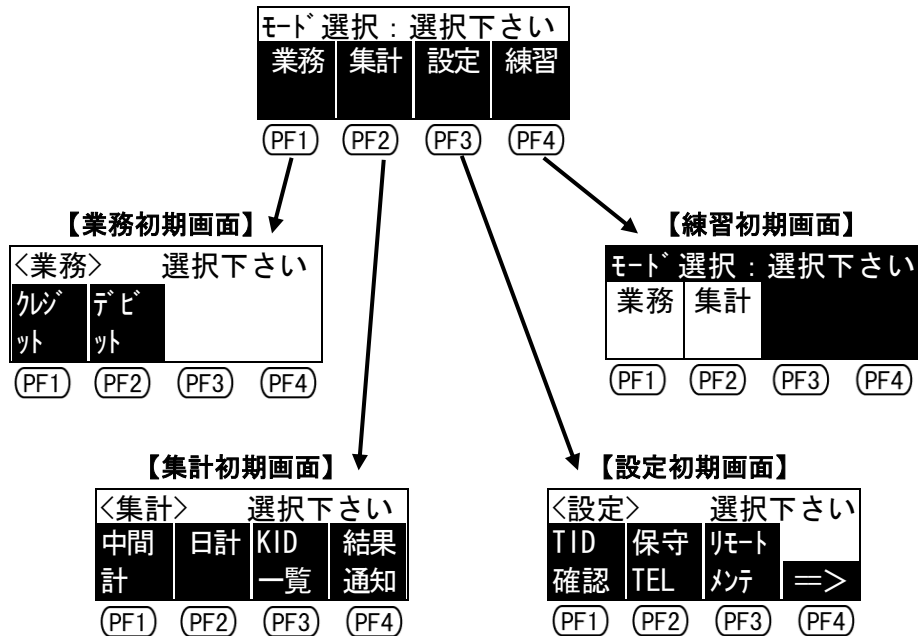 ﾓｰﾄﾞ選択：選択下さい
業務 集計 設定 練習
PF1 PF2 PF3 PF4
【業務初期画面】
<業務> 選択下さい
ｸﾚｼﾞ ﾃﾞﾋﾞ
ｯﾄ ｯﾄ
PF1 PF2 PF3 PF4
【練習初期画面】
ﾓｰﾄﾞ選択：選択下さい
業務 集計
PF1 PF2 PF3 PF4
【集計初期画面】
<集計> 選択下さい
中間 日計 KID 結果
計 一覧 通知
PF1 PF2 PF3 PF4
【設定初期画面】
<設定> 選択下さい
TID 保守 ﾘﾓｰﾄ
確認 TEL ﾒﾝﾃ =>
PF1 PF2 PF3 PF4